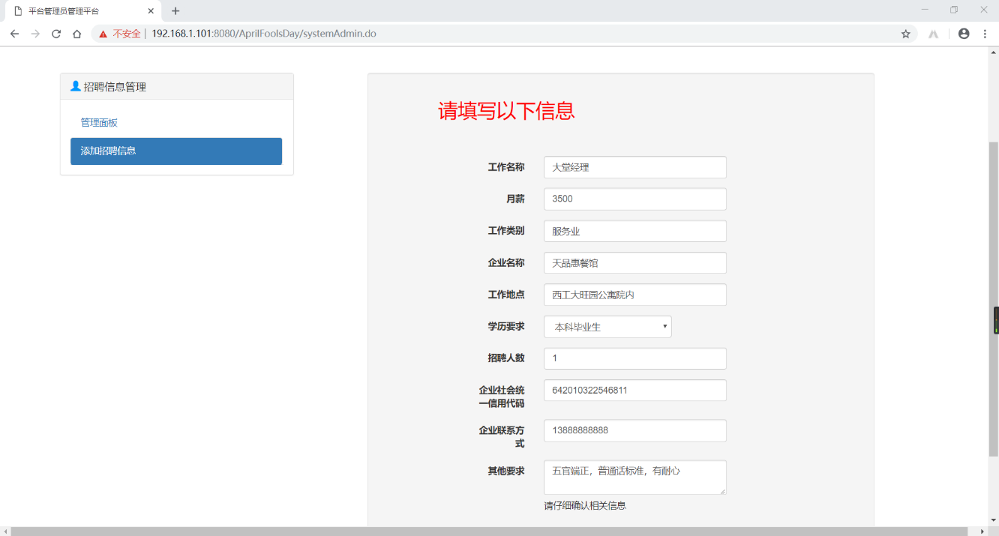 平台管理员管理平台
不安全 192.168.1.101:8080/AprilFoolsDay/systemAdmin.do
招聘信息管理
管理面板
添加招聘信息
请填写以下信息
工作名称 大堂经理
月薪 3500
工作类别 服务业
企业名称 天品惠餐馆
工作地点 西工大旺园公寓院内
学历要求 本科毕业生
招聘人数 1
企业社会统
一信用代码 642010322546811
企业联系方
式 13888888888
其他要求 五官端正，普通话标准，有耐心
请仔细确认相关信息